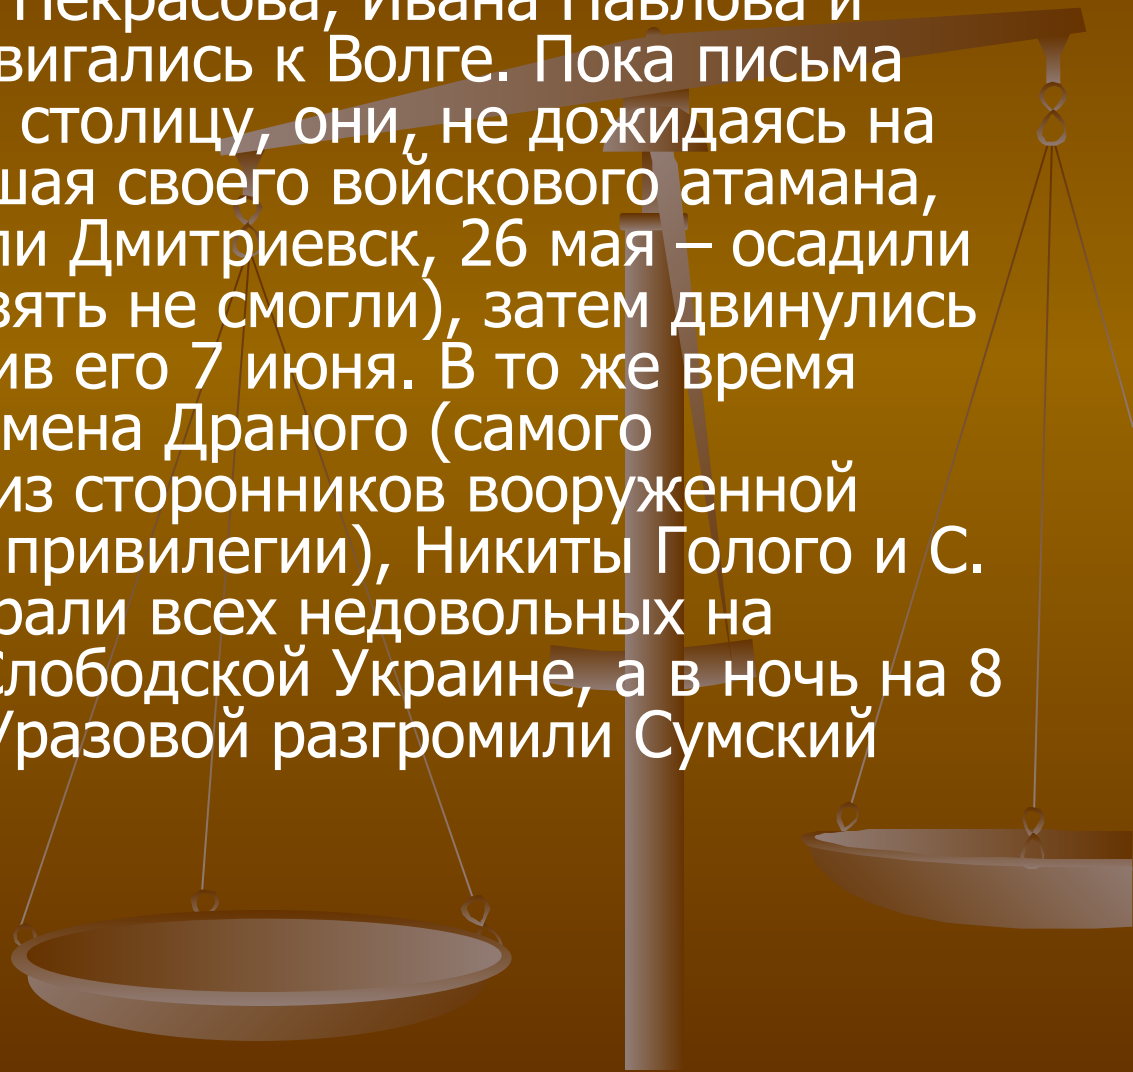 Некрасова, Ивана Павлова и
вигались к Волге. Пока письма
столицу, они, не дожидаясь на
шая своего войскового атамана,
ли Дмитриевск, 26 мая – осадили
взять не смогли), затем двинулись
ив его 7 июня. В то же время
мена Драного (самого
из сторонников вооруженной
привилегии), Никиты Голого и С.
рали всех недовольных на
Слободской Украине, а в ночь на 8
Уразовой разгромили Сумский